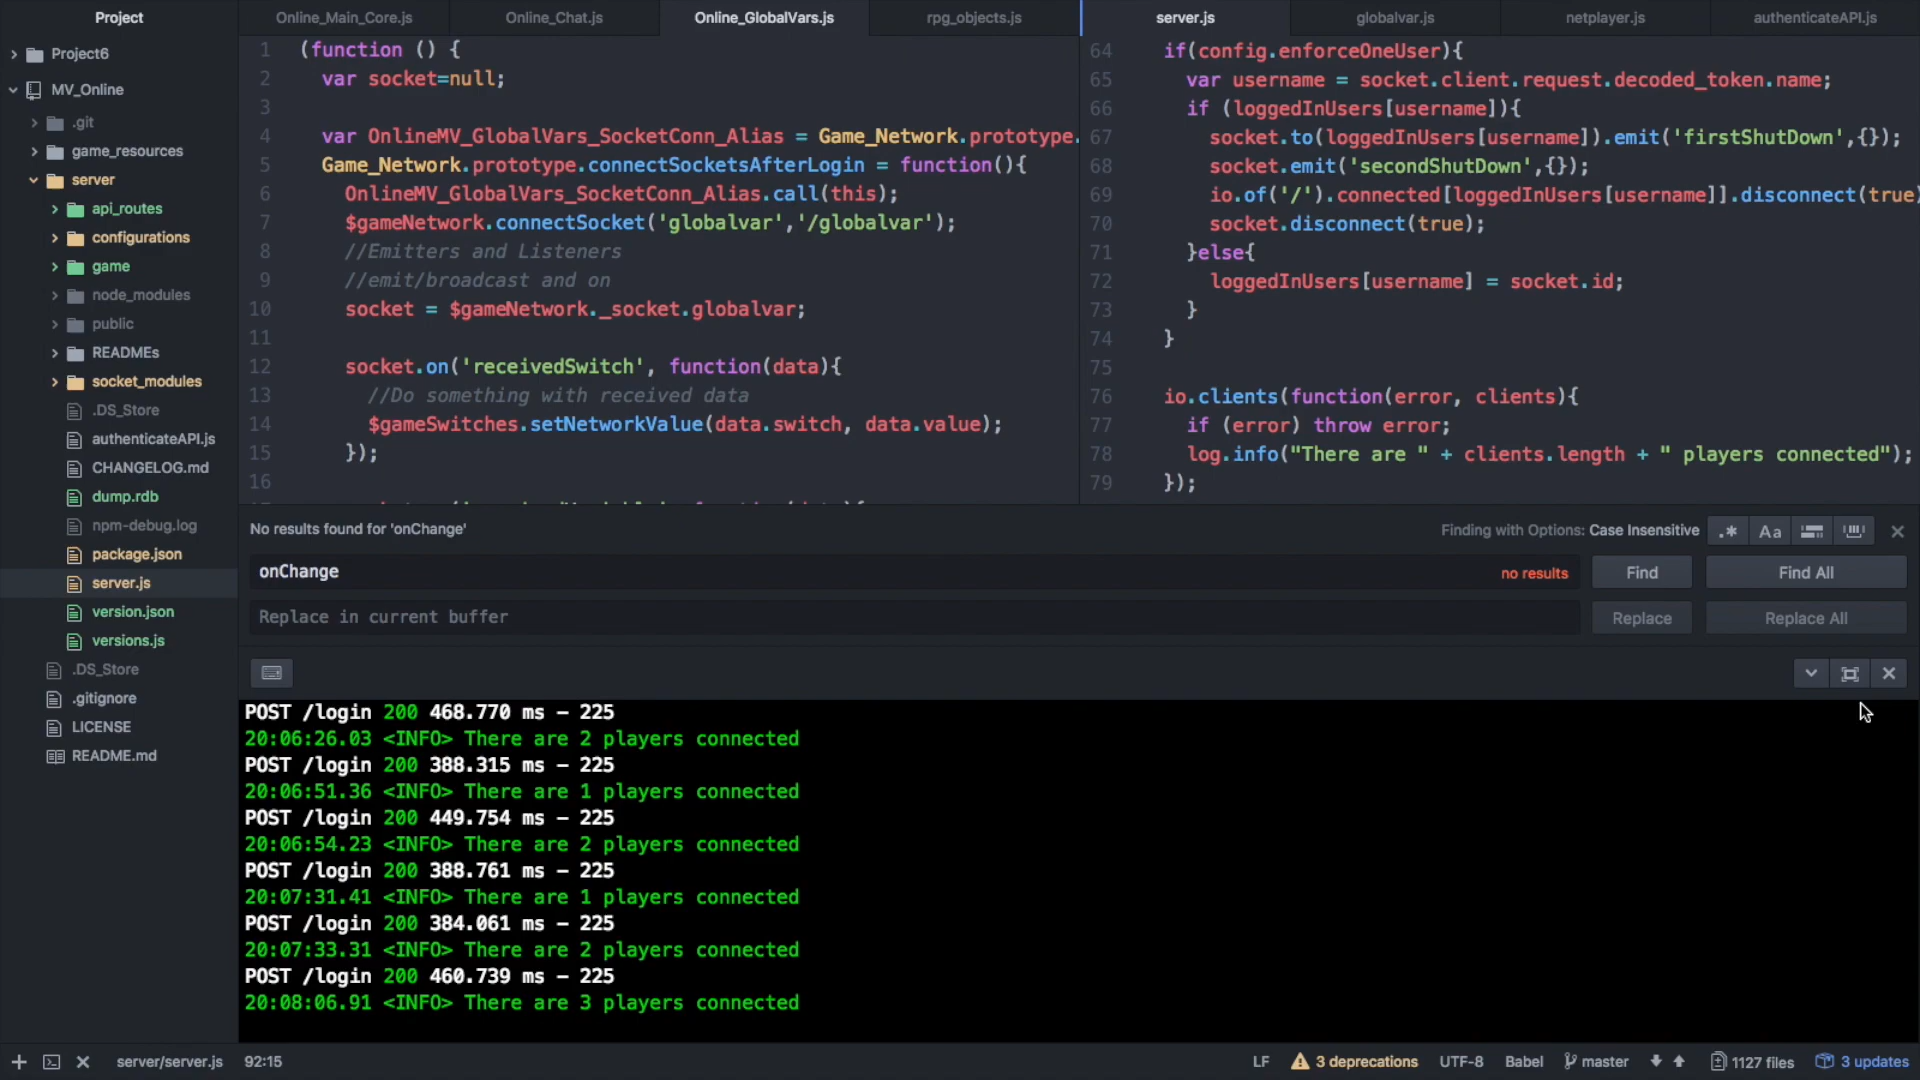 Project
Project6
MV_Online
.git
game_resources
server
api_routes
configurations
game
node_modules
public
READMEs
socket_modules
.DS_Store
authenticateAPI.js
CHANGELOG.md
dump.rdb
npm-debug.log
package.json
server.js
version.json
versions.js
.DS_Store
.gitignore
LICENSE
README.md
Online_Main_Core.js
Online_Chat.js
Online_GlobalVars.js
rpg_objects.js
1 (function () {
2 var socket=null;
3
4 var OnlineMV_GlobalVars_SocketConn_Alias = Game_Network.prototype.
5 Game_Network.prototype.connectSocketsAfterLogin = function(){
6 OnlineMV_GlobalVars_SocketConn_Alias.call(this);
7 $gameNetwork.connectSocket('globalvar','/globalvar');
8 //Emitters and Listeners
9 //emit/broadcast and on
10 socket = $gameNetwork._socket.globalvar;
11
12 socket.on('receivedSwitch', function(data){
13 //Do something with received data
14 $gameSwitches.setNetworkValue(data.switch, data.value);
15 });
16
server.js
globalvar.js
netplayer.js
authenticateAPI.js
64 if(config.enforceOneUser){
65 var username = socket.client.request.decoded_token.name;
66 if (loggedInUsers[username]){
67 socket.to(loggedInUsers[username]).emit('firstShutDown',{});
68 socket.emit('secondShutDown',{});
69 io.of('/').connected[loggedInUsers[username]].disconnect(true)
70 socket.disconnect(true);
71 }else{
72 loggedInUsers[username] = socket.id;
73 }
74 }
75
76 io.clients(function(error, clients){
77 if (error) throw error;
78 log.info("There are " + clients.length + " players connected");
79 });
No results found for 'onChange'
Finding with Options: Case Insensitive
.* Aa
onChange
no results
Find
Find All
Replace in current buffer
Replace
Replace All
POST /login 200 468.770 ms – 225
20:06:26.03 <INFO> There are 2 players connected
POST /login 200 388.315 ms – 225
20:06:51.36 <INFO> There are 1 players connected
POST /login 200 449.754 ms – 225
20:06:54.23 <INFO> There are 2 players connected
POST /login 200 388.761 ms – 225
20:07:31.41 <INFO> There are 1 players connected
POST /login 200 384.061 ms – 225
20:07:33.31 <INFO> There are 2 players connected
POST /login 200 460.739 ms – 225
20:08:06.91 <INFO> There are 3 players connected
server/server.js 92:15
LF
3 deprecations
UTF-8
Babel
master
1127 files
3 updates